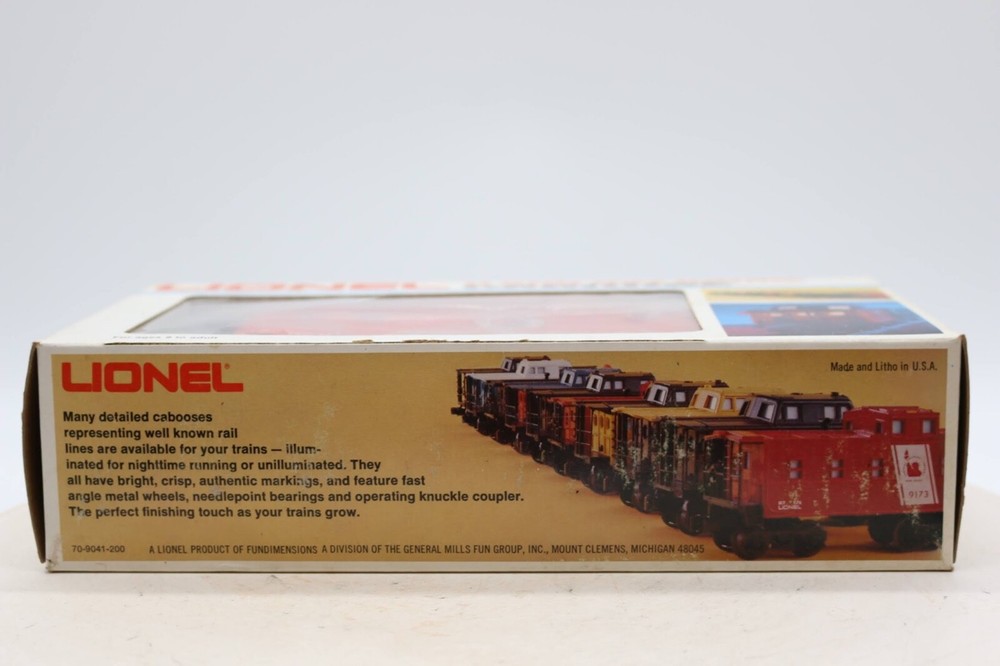 LIONEL
LIONEL®
Made and Litho in U.S.A.
Many detailed cabooses
representing well known rail
lines are available for your trains — illum-
inated for nighttime running or unilluminated. They
all have bright, crisp, authentic markings, and feature fast
angle metal wheels, needlepoint bearings and operating knuckle coupler.
The perfect finishing touch as your trains grow.
LIONEL
9173
70-9041-200 A LIONEL PRODUCT OF FUNDIMENSIONS A DIVISION OF THE GENERAL MILLS FUN GROUP, INC., MOUNT CLEMENS, MICHIGAN 48045